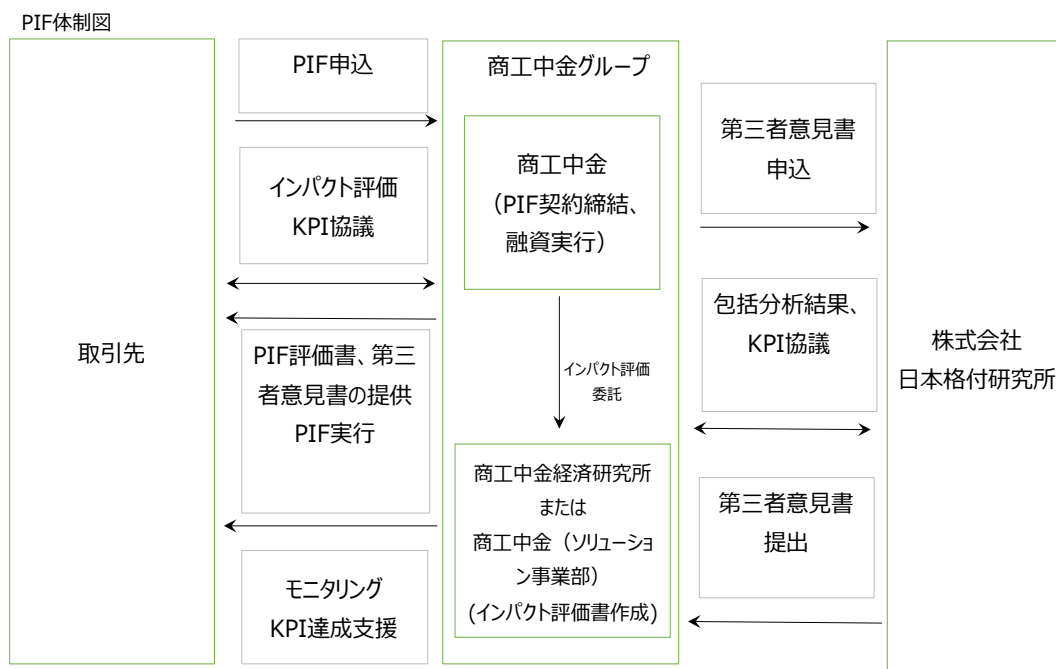 PIF体制図
取引先
PIF申込
インパクト評価
KPI協議
PIF評価書、第三
者意見書の提供
PIF実行
モニタリング
KPI達成支援
商工中金グループ
商工中金
（PIF契約締結、
融資実行）
インパクト評価
委託
商工中金経済研究所
または
商工中金（ソリューショ
ン事業部）
(インパクト評価書作成)
第三者意見書
申込
包括分析結果、
KPI協議
第三者意見書
提出
株式会社
日本格付研究所